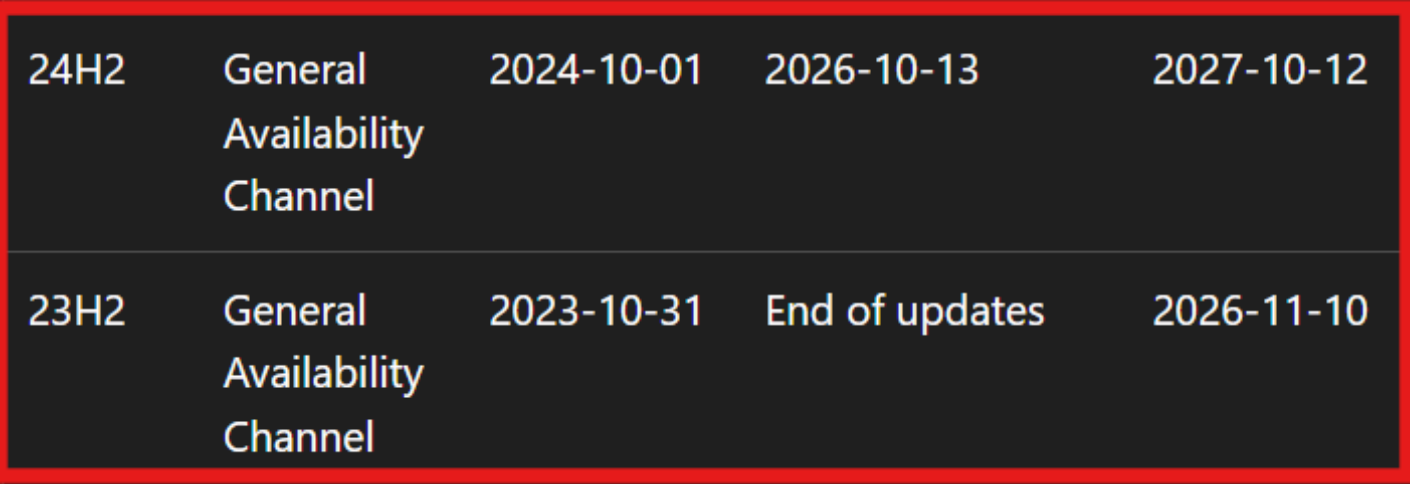 24H2 General 2024-10-01 2026-10-13 2027-10-12
Availability
Channel
23H2 General 2023-10-31 End of updates 2026-11-10
Availability
Channel